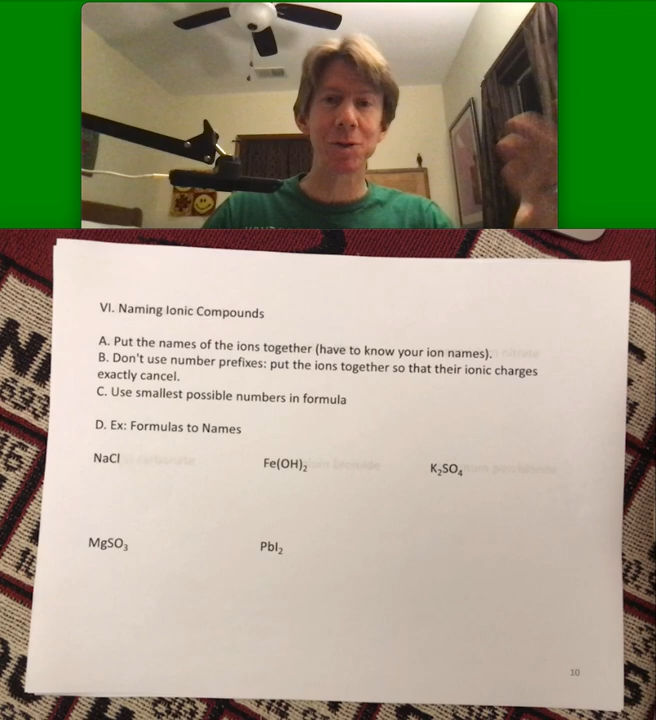 VI. Naming Ionic Compounds
A. Put the names of the ions together (have to know your ion names).
B. Don't use number prefixes: put the ions together so that their ionic charges
exactly cancel.
C. Use smallest possible numbers in formula
D. Ex: Formulas to Names
NaCl Fe(OH)₂ K₂SO₄
MgSO₃ PbI₂
10